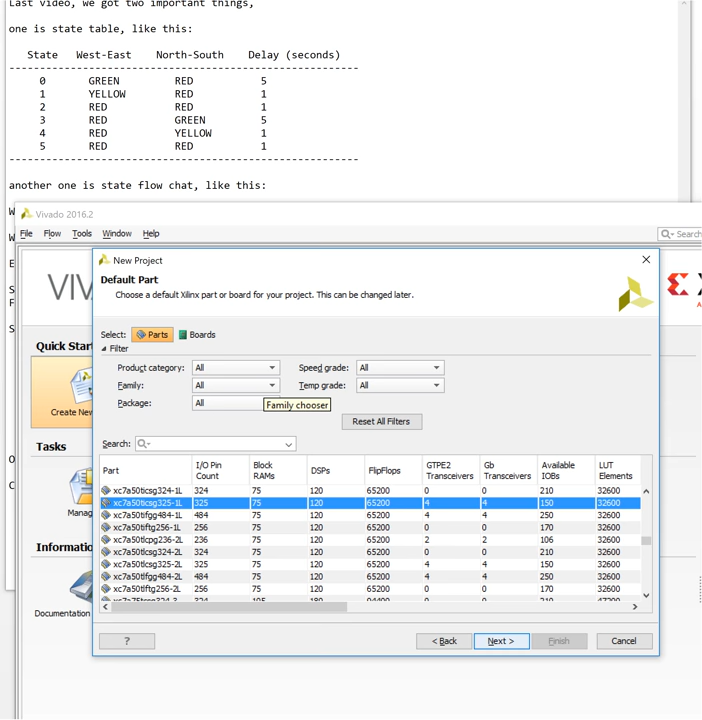 Last video, we got two important things,
one is state table, like this:
State West-East North-South Delay (seconds)
-----------------------------------------------------
0 GREEN RED 5
1 YELLOW RED 1
2 RED RED 1
3 RED GREEN 5
4 RED YELLOW 1
5 RED RED 1
-----------------------------------------------------
another one is state flow chat, like this:
Vivado 2016.2
File Flow Tools Window Help
Search
New Project
Default Part
Choose a default Xilinx part or board for your project. This can be changed later.
VIV
Select: Parts Boards
Filter
Product category: All Speed grade: All
Family: All Temp grade: All
Package: All
Family chooser
Reset All Filters
Search:
Part I/O Pin Count Block RAMs DSPs FlipFlops GTPE2 Transceivers Gb Transceivers Available IOBs LUT Elements
xc7a50ticsg324-1L 324 75 120 65200 0 0 210 32600
xc7a50ticsg325-1L 325 75 120 65200 4 4 150 32600
xc7a50tifgg484-1L 484 75 120 65200 4 4 250 32600
xc7a50tiftg256-1L 256 75 120 65200 0 0 170 32600
xc7a50tlcpg236-2L 236 75 120 65200 2 2 106 32600
xc7a50tlcsg324-2L 324 75 120 65200 0 0 210 32600
xc7a50tlcsg325-2L 325 75 120 65200 4 4 150 32600
xc7a50tlfgg484-2L 484 75 120 65200 4 4 250 32600
xc7a50tlftg256-2L 256 75 120 65200 0 0 170 32600
? < Back Next > Finish Cancel
Quick Star
Create New
Tasks
Manag
Informatio
Documentation